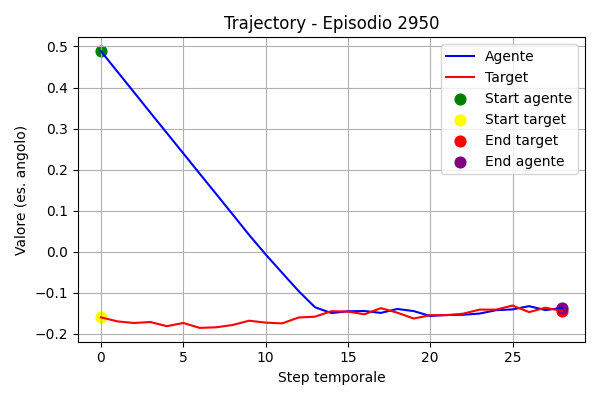 Trajectory - Episodio 2950
Agente
Target
Start agente
Start target
End target
End agente
Valore (es. angolo)
0.5
0.4
0.3
0.2
0.1
0.0
−0.1
−0.2
0 5 10 15 20 25
Step temporale